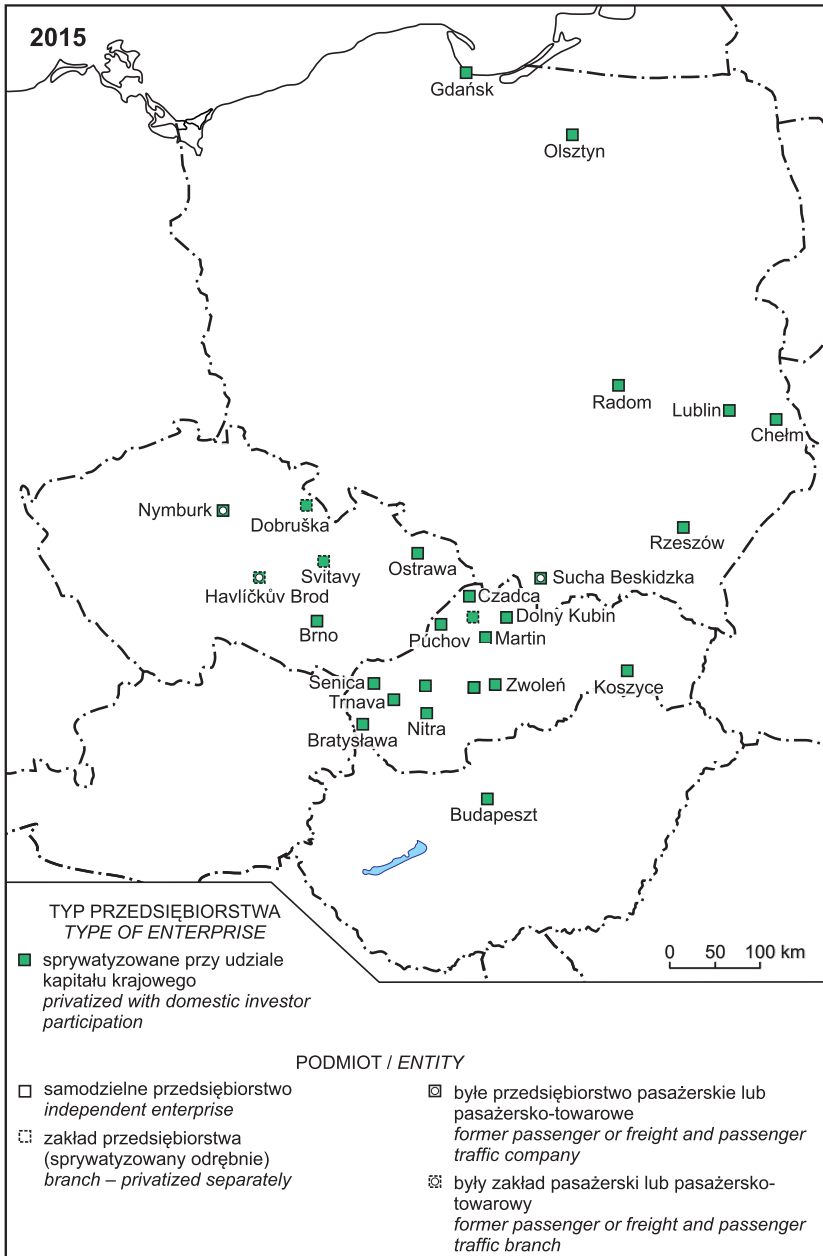 2015
Gdańsk
Olsztyn
Radom
Lublin
Chełm
Nymburk
Dobruška
Rzeszów
Ostrawa
Svitavy
Sucha Beskidzka
Havlíčkův Brod
Czadca
Dolny Kubin
Brno
Púchov
Martin
Senica
Zwoleń
Koszyce
Trnava
Nitra
Bratysława
Budapeszt
TYP PRZEDSIĘBIORSTWA
TYPE OF ENTERPRISE
0 50 100 km
sprywatyzowane przy udziale
kapitału krajowego
privatized with domestic investor
participation
PODMIOT / ENTITY
samodzielne przedsiębiorstwo
independent enterprise
zakład przedsiębiorstwa
(sprywatyzowany odrębnie)
branch – privatized separately
byłe przedsiębiorstwo pasażerskie lub
pasażersko-towarowe
former passenger or freight and passenger
traffic company
były zakład pasażerski lub pasażersko-
towarowy
former passenger or freight and passenger
traffic branch